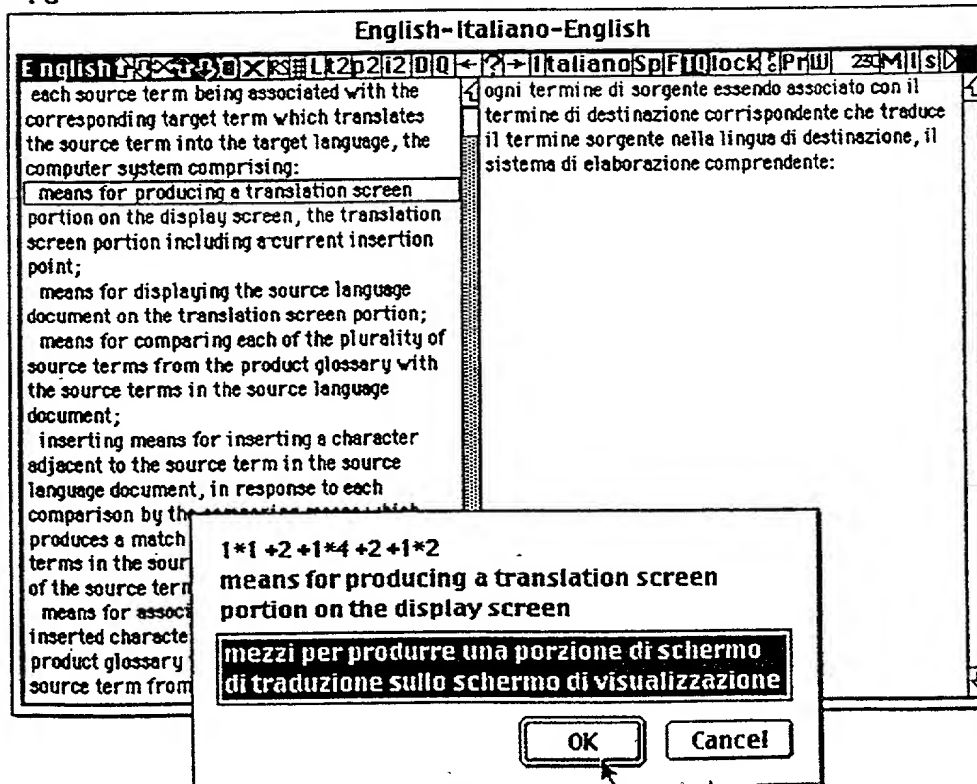 English-Italiano-English
English
Italiano Sp F lock Pr W 230 M I s
each source term being associated with the
corresponding target term which translates
the source term into the target language, the
computer system comprising:
means for producing a translation screen
portion on the display screen, the translation
screen portion including a current insertion
point;
means for displaying the source language
document on the translation screen portion;
means for comparing each of the plurality of
source terms from the product glossary with
the source terms in the source language
document;
inserting means for inserting a character
adjacent to the source term in the source
language document, in response to each
comparison by the comparing means which
produces a match
terms in the sour
of the source tern
means for associ
inserted characte
product glossary
source term from
ogni termine di sorgente essendo associato con il
termine di destinazione corrispondente che traduce
il termine sorgente nella lingua di destinazione, il
sistema di elaborazione comprendente:
1*1 +2 +1*4 +2 +1*2
means for producing a translation screen
portion on the display screen
mezzi per produrre una porzione di schermo
di traduzione sullo schermo di visualizzazione
OK
Cancel